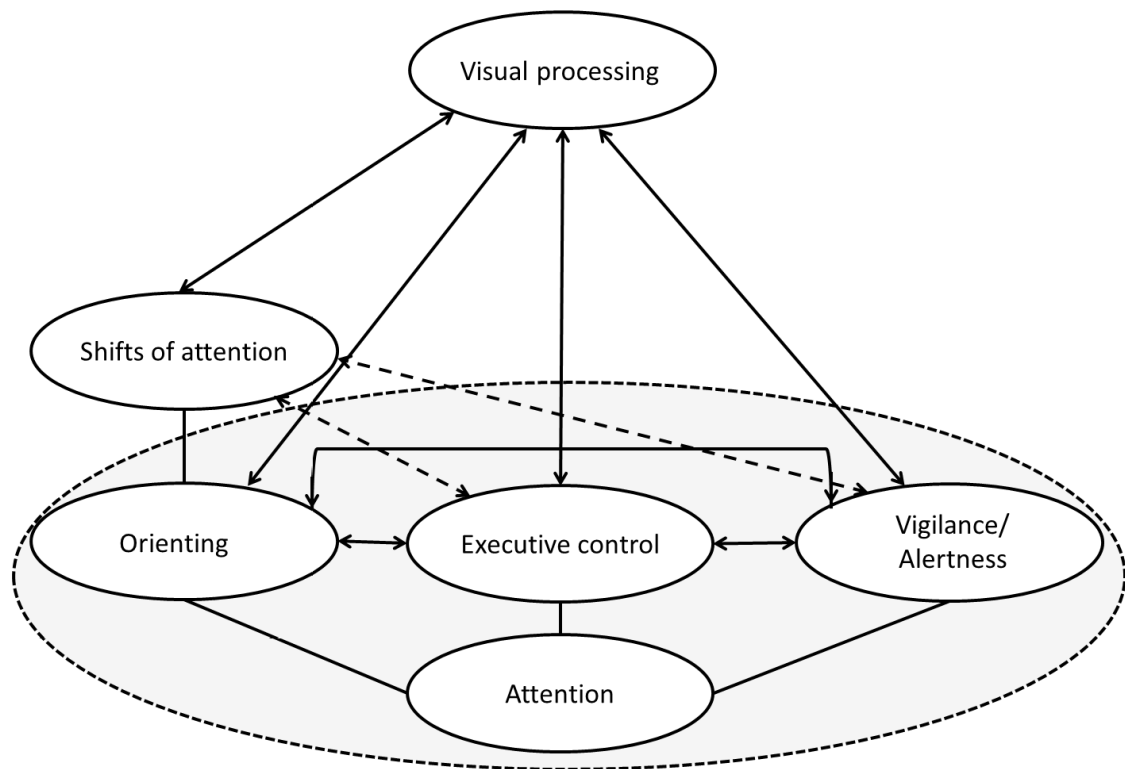 Visual processing
Shifts of attention
Orienting
Executive control
Vigilance/
Alertness
Attention